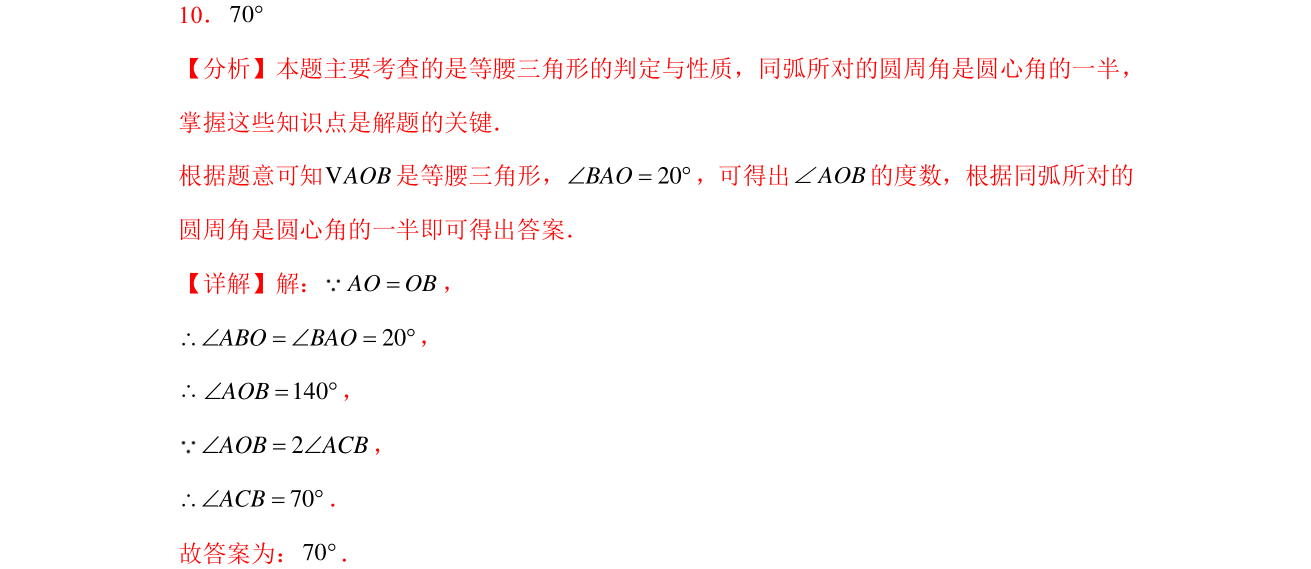 10．70°
【分析】本题主要考查的是等腰三角形的判定与性质，同弧所对的圆周角是圆心角的一半，
掌握这些知识点是解题的关键．
根据题意可知VAOB是等腰三角形，∠BAO＝20°，可得出∠AOB的度数，根据同弧所对的
圆周角是圆心角的一半即可得出答案．
【详解】解：∵AO＝OB，
∴∠ABO＝∠BAO＝20°，
∴∠AOB＝140°，
∵∠AOB＝2∠ACB，
∴∠ACB＝70°．
故答案为：70°．